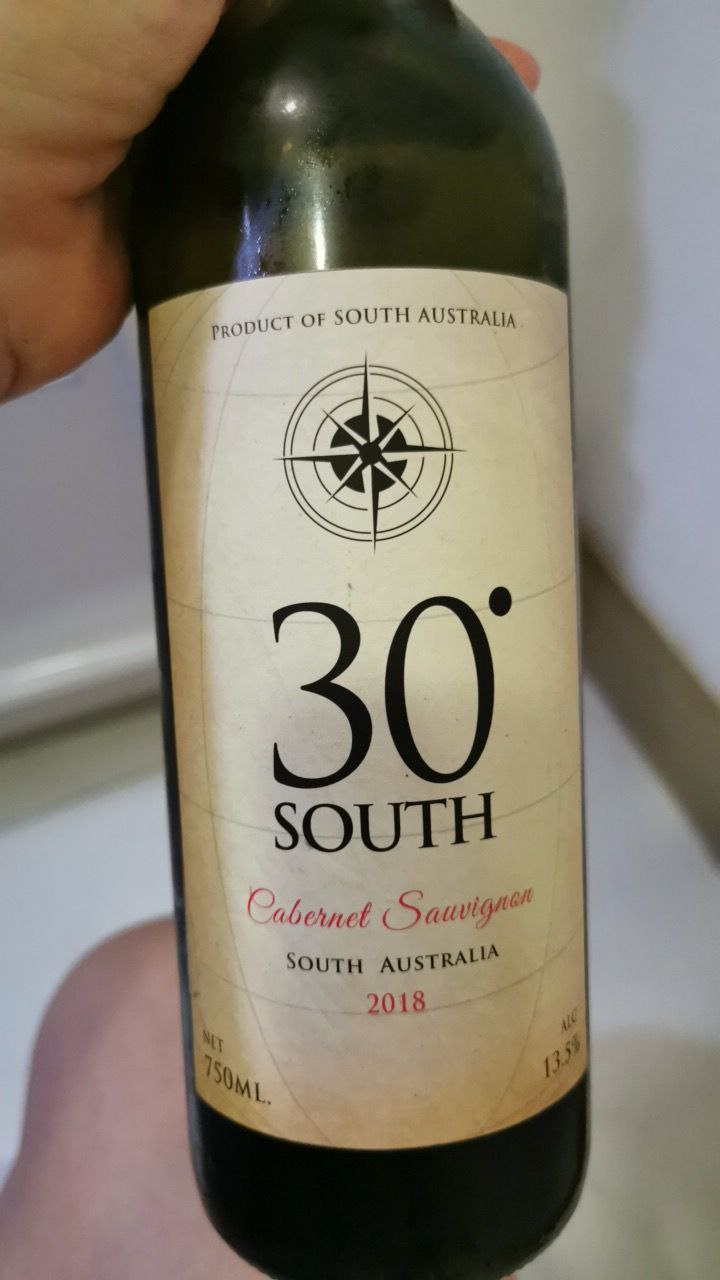 PRODUCT OF SOUTH AUSTRALIA
30°
SOUTH
Cabernet Sauvignon
SOUTH AUSTRALIA
2018
NET
750ML.
ALC
13.5%